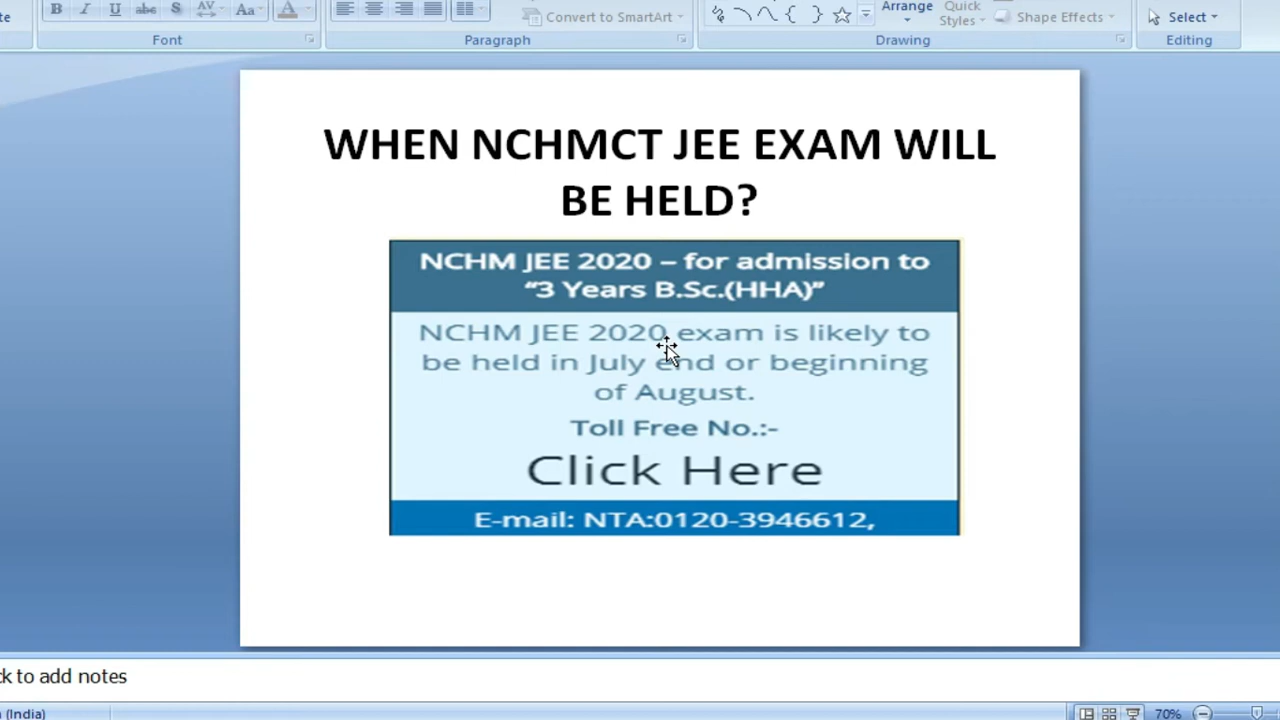 B I U abc S AV Aa A
Convert to SmartArt
Arrange
Quick
Styles
Shape Effects
Select
Font
Paragraph
Drawing
Editing
WHEN NCHMCT JEE EXAM WILL
BE HELD?
NCHM JEE 2020 – for admission to
“3 Years B.Sc.(HHA)”
NCHM JEE 2020 exam is likely to
be held in July end or beginning
of August.
Toll Free No.:-
Click Here
E-mail: NTA:0120-3946612,
to add notes
(India)
70%